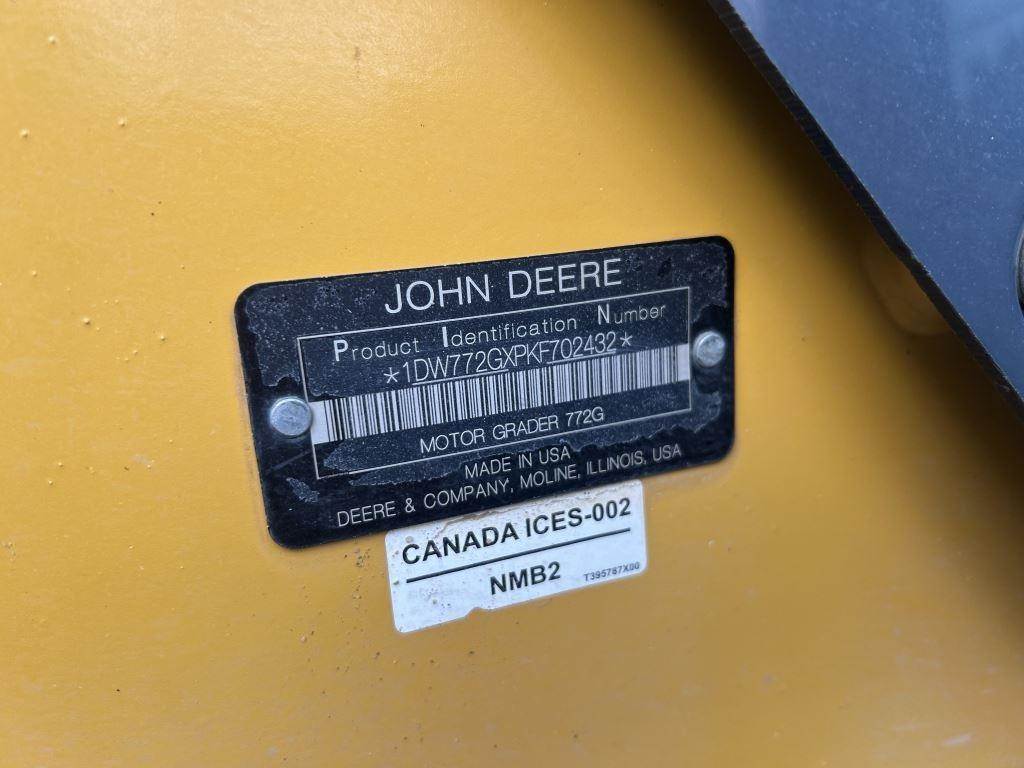 JOHN DEERE
Product Identification Number
*1DW772GXPKF702432*
MOTOR GRADER 772G
MADE IN USA
DEERE & COMPANY, MOLINE, ILLINOIS, USA
CANADA ICES-002
NMB2
T395787X00